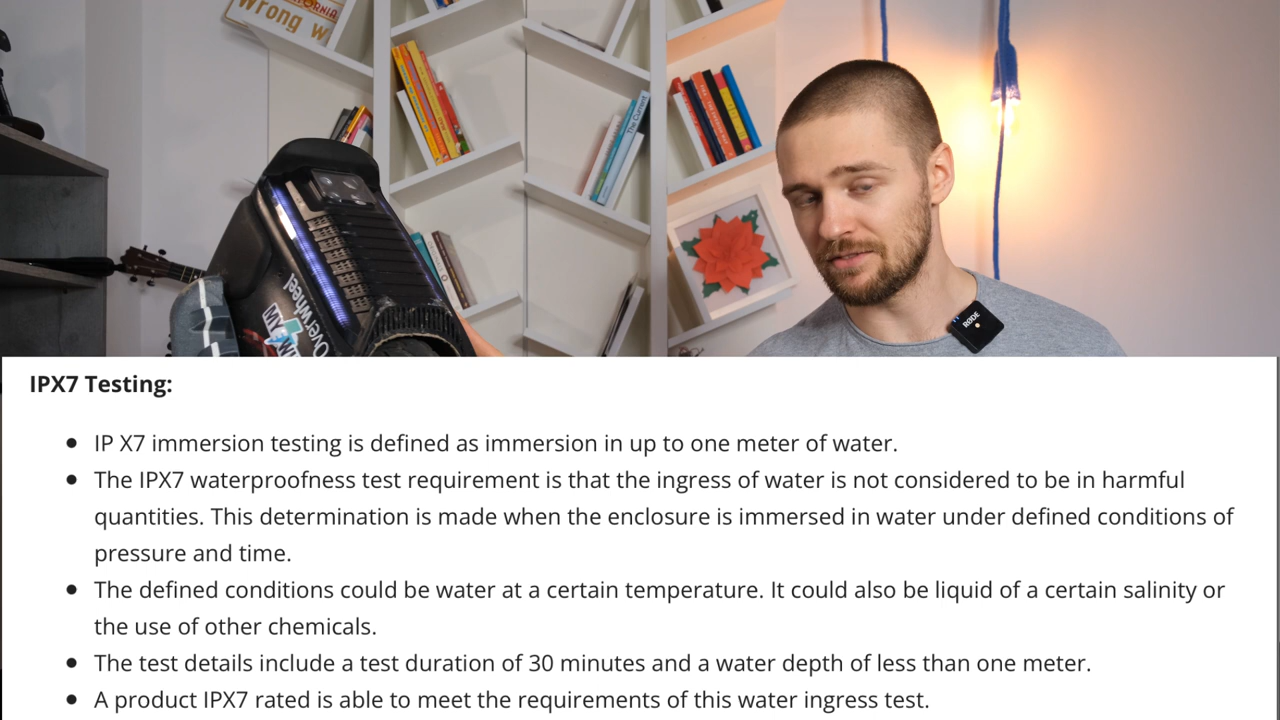 CALIFORNIA
Wrong w
The Current
RØDE
Overwheel
IPX7 Testing:
IP X7 immersion testing is defined as immersion in up to one meter of water.
The IPX7 waterproofness test requirement is that the ingress of water is not considered to be in harmful
quantities. This determination is made when the enclosure is immersed in water under defined conditions of
pressure and time.
The defined conditions could be water at a certain temperature. It could also be liquid of a certain salinity or
the use of other chemicals.
The test details include a test duration of 30 minutes and a water depth of less than one meter.
A product IPX7 rated is able to meet the requirements of this water ingress test.